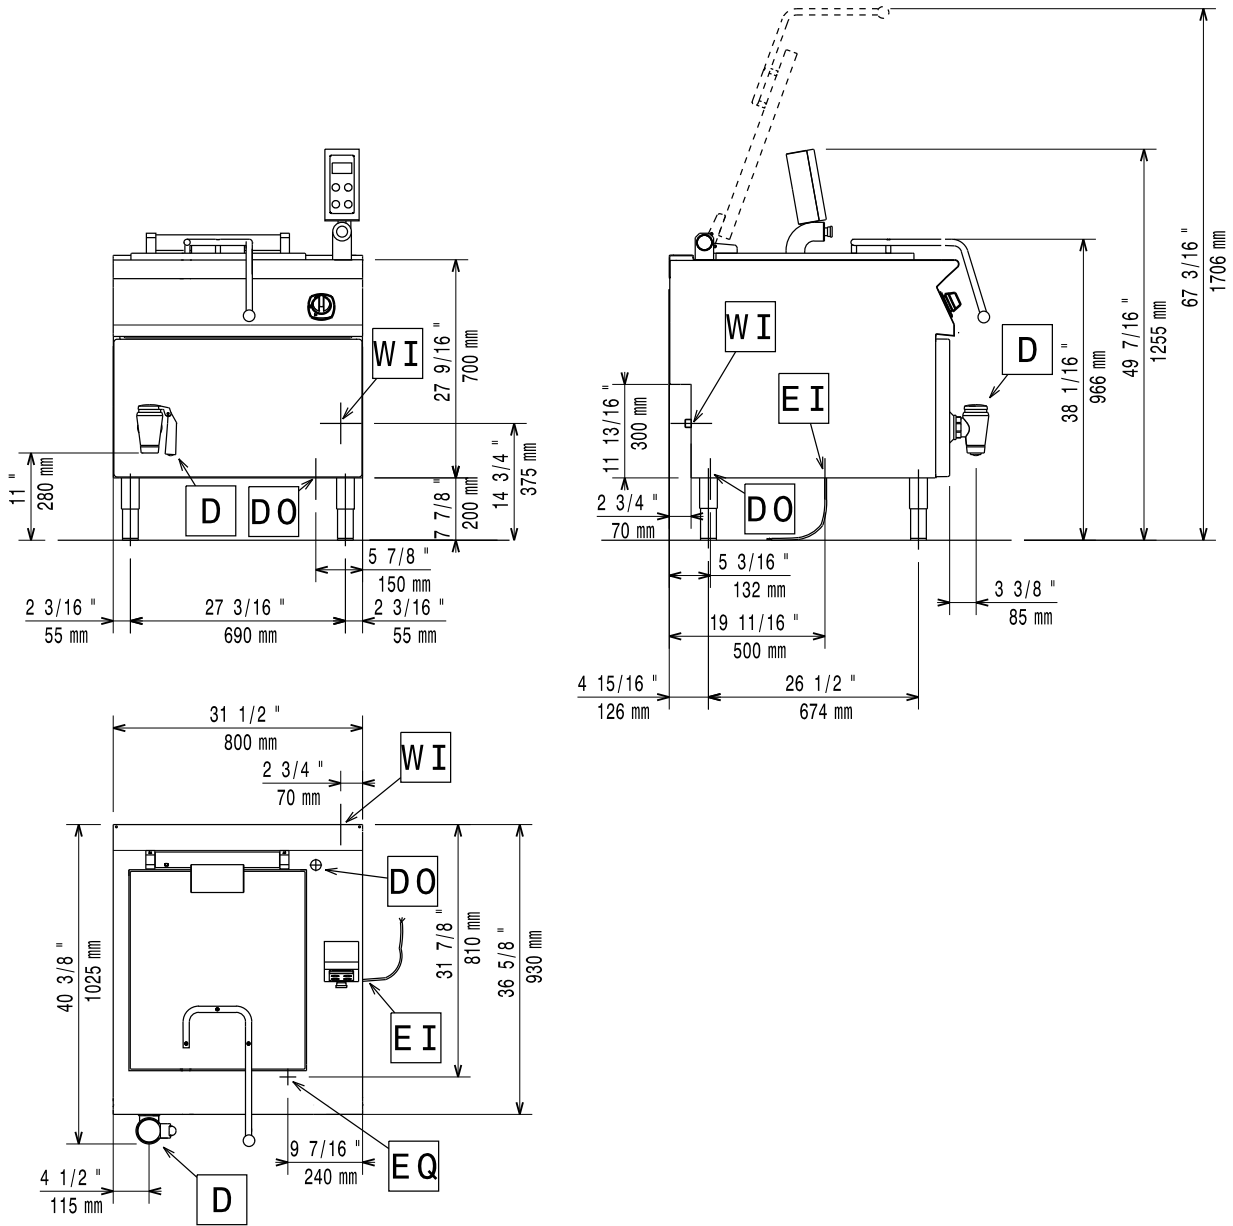 WI
27 9/16 "
700 mm
14 3/4 "
375 mm
7 7/8 "
200 mm
11 "
280 mm
D
DO
5 7/8 "
150 mm
2 3/16 "
55 mm
27 3/16 "
690 mm
2 3/16 "
55 mm
67 3/16 "
1706 mm
49 7/16 "
1255 mm
38 1/16 "
966 mm
WI
D
EI
11 13/16 "
300 mm
DO
2 3/4 "
70 mm
5 3/16 "
132 mm
3 3/8 "
85 mm
19 11/16 "
500 mm
4 15/16 "
126 mm
26 1/2 "
674 mm
31 1/2 "
800 mm
WI
2 3/4 "
70 mm
DO
40 3/8 "
1025 mm
31 7/8 "
810 mm
36 5/8 "
930 mm
EI
EQ
9 7/16 "
240 mm
4 1/2 "
115 mm
D